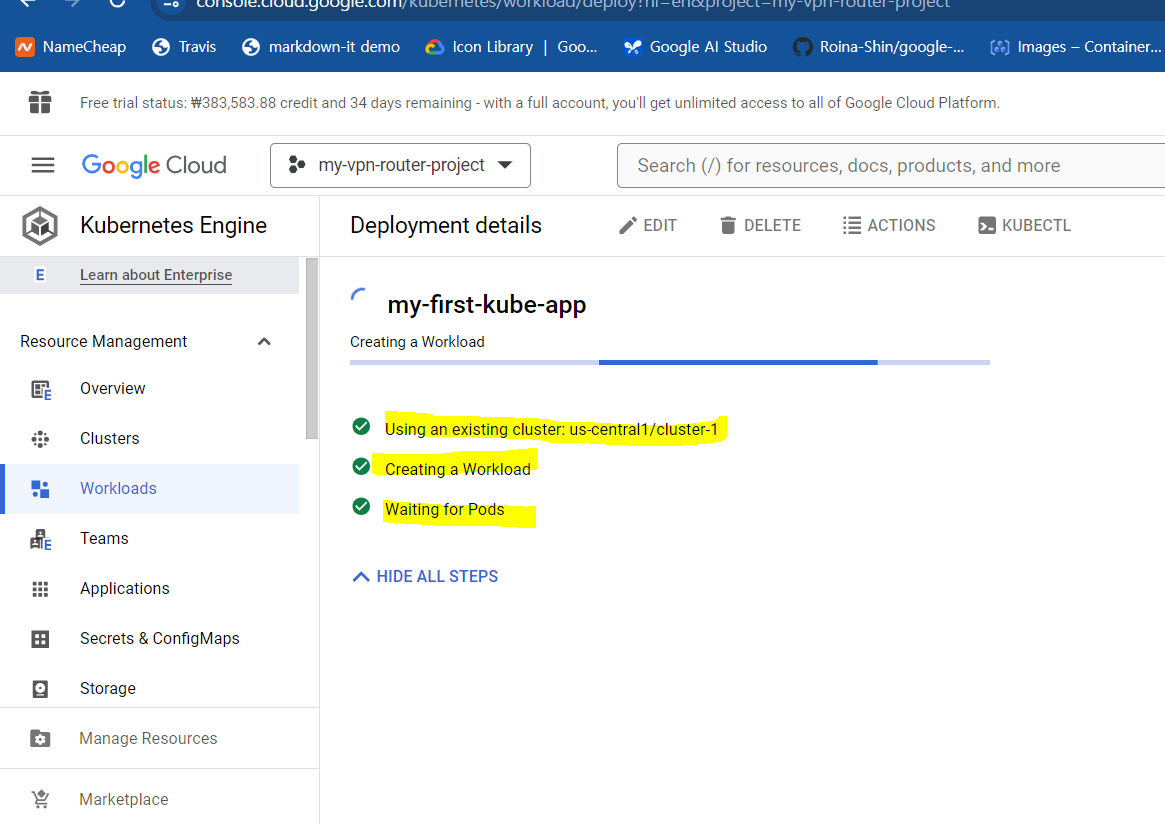 console.cloud.google.com/kubernetes/workload/deploy?hl=en&project=my-vpn-router-project
NameCheap Travis markdown-it demo Icon Library | Goo... Google AI Studio Roina-Shin/google-... Images – Container...
Free trial status: ₩383,583.88 credit and 34 days remaining - with a full account, you'll get unlimited access to all of Google Cloud Platform.
Google Cloud my-vpn-router-project Search (/) for resources, docs, products, and more
Kubernetes Engine
Deployment details EDIT DELETE ACTIONS KUBECTL
E Learn about Enterprise
Resource Management
Overview
Clusters
Workloads
Teams
Applications
Secrets & ConfigMaps
Storage
Manage Resources
Marketplace
my-first-kube-app
Creating a Workload
Using an existing cluster: us-central1/cluster-1
Creating a Workload
Waiting for Pods
HIDE ALL STEPS